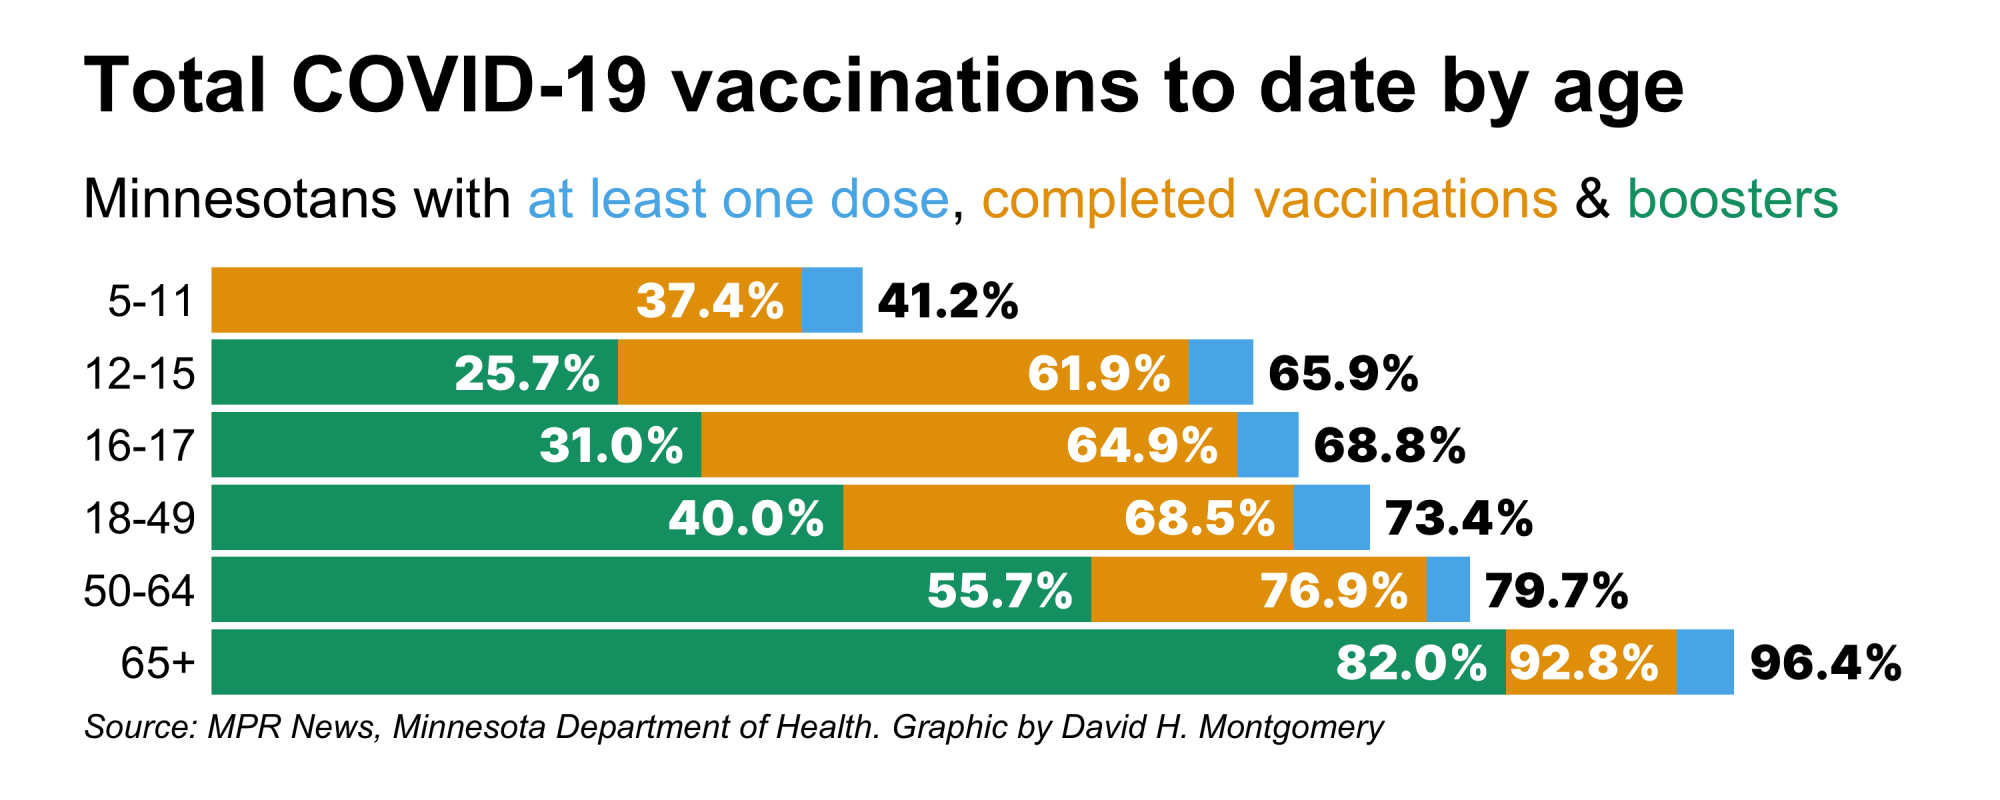 Total COVID-19 vaccinations to date by age
Minnesotans with at least one dose, completed vaccinations & boosters
5-11 37.4% 41.2%
12-15 25.7% 61.9% 65.9%
16-17 31.0% 64.9% 68.8%
18-49 40.0% 68.5% 73.4%
50-64 55.7% 76.9% 79.7%
65+ 82.0% 92.8% 96.4%
Source: MPR News, Minnesota Department of Health. Graphic by David H. Montgomery